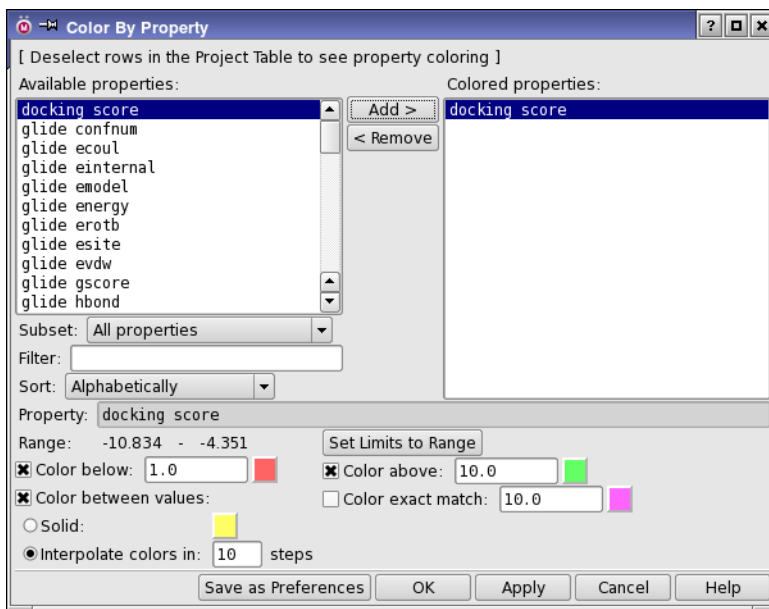 Color By Property
[ Deselect rows in the Project Table to see property coloring ]
Available properties:
Colored properties:
docking score
glide confnum
glide ecoul
glide einternal
glide emodel
glide energy
glide erotb
glide esite
glide evdw
glide gscore
glide hbond
Add >
< Remove
docking score
Subset: All properties
Filter:
Sort: Alphabetically
Property: docking score
Range: -10.834 - -4.351 Set Limits to Range
Color below: 1.0 Color above: 10.0
Color between values: Color exact match: 10.0
Solid:
Interpolate colors in: 10 steps
Save as Preferences OK Apply Cancel Help